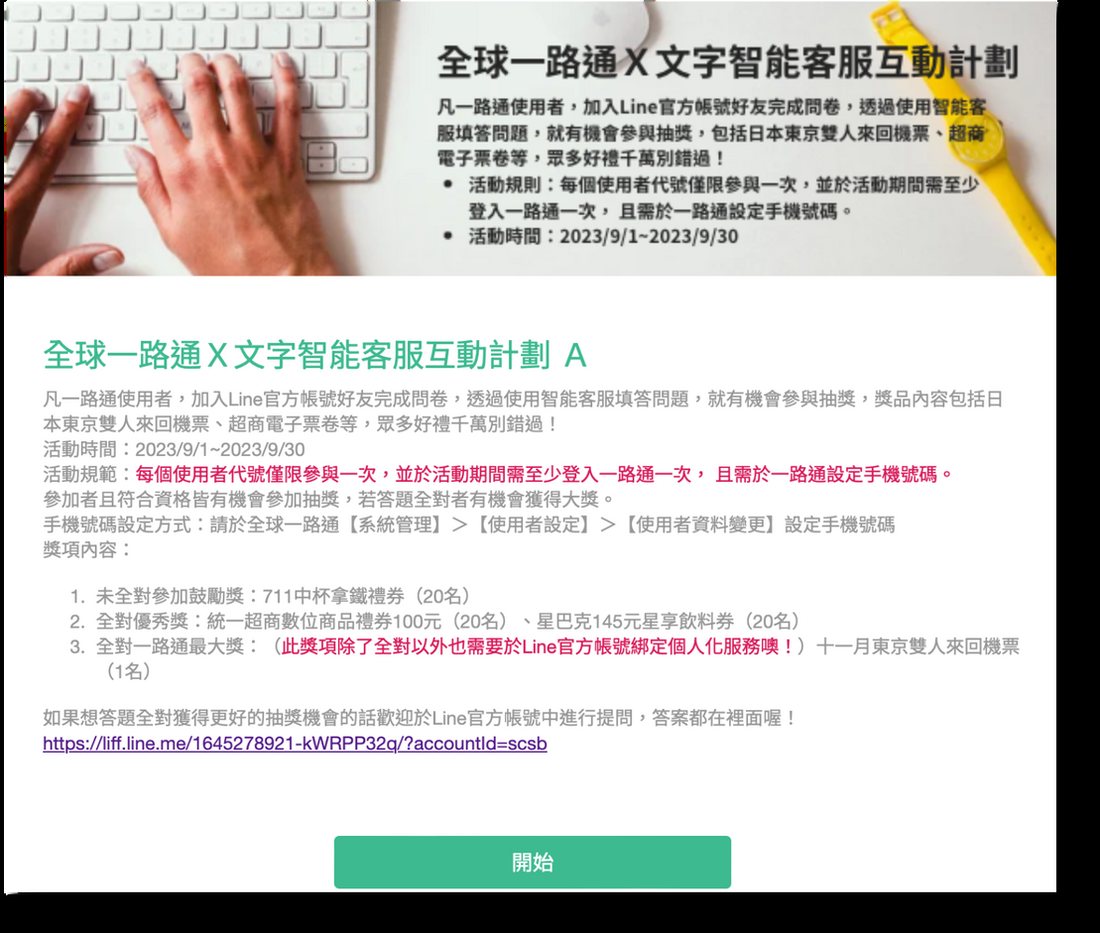 全球一路通 X 文字智能客服互動計劃
凡一路通使用者，加入Line官方帳號好友完成問卷，透過使用智能客
服填答問題，就有機會參與抽獎，包括日本東京雙人來回機票、超商
電子票卷等，眾多好禮千萬別錯過！
• 活動規則：每個使用者代號僅限參與一次，並於活動期間需至少
登入一路通一次， 且需於一路通設定手機號碼。
• 活動時間：2023/9/1~2023/9/30
全球一路通 X 文字智能客服互動計劃 A
凡一路通使用者，加入Line官方帳號好友完成問卷，透過使用智能客服填答問題，就有機會參與抽獎，獎品內容包括日
本東京雙人來回機票、超商電子票卷等，眾多好禮千萬別錯過！
活動時間：2023/9/1~2023/9/30
活動規範：每個使用者代號僅限參與一次，並於活動期間需至少登入一路通一次， 且需於一路通設定手機號碼。
參加者且符合資格皆有機會參加抽獎，若答題全對者有機會獲得大獎。
手機號碼設定方式：請於全球一路通【系統管理】＞【使用者設定】＞【使用者資料變更】設定手機號碼
獎項內容：
1. 未全對參加鼓勵獎：711中杯拿鐵禮券（20名）
2. 全對優秀獎：統一超商數位商品禮券100元（20名）、星巴克145元星享飲料券（20名）
3. 全對一路通最大獎：（此獎項除了全對以外也需要於Line官方帳號綁定個人化服務噢！）十一月東京雙人來回機票
（1名）
如果想答題全對獲得更好的抽獎機會的話歡迎於Line官方帳號中進行提問，答案都在裡面喔！
https://liff.line.me/1645278921-kWRPP32q/?accountId=scsb
開始